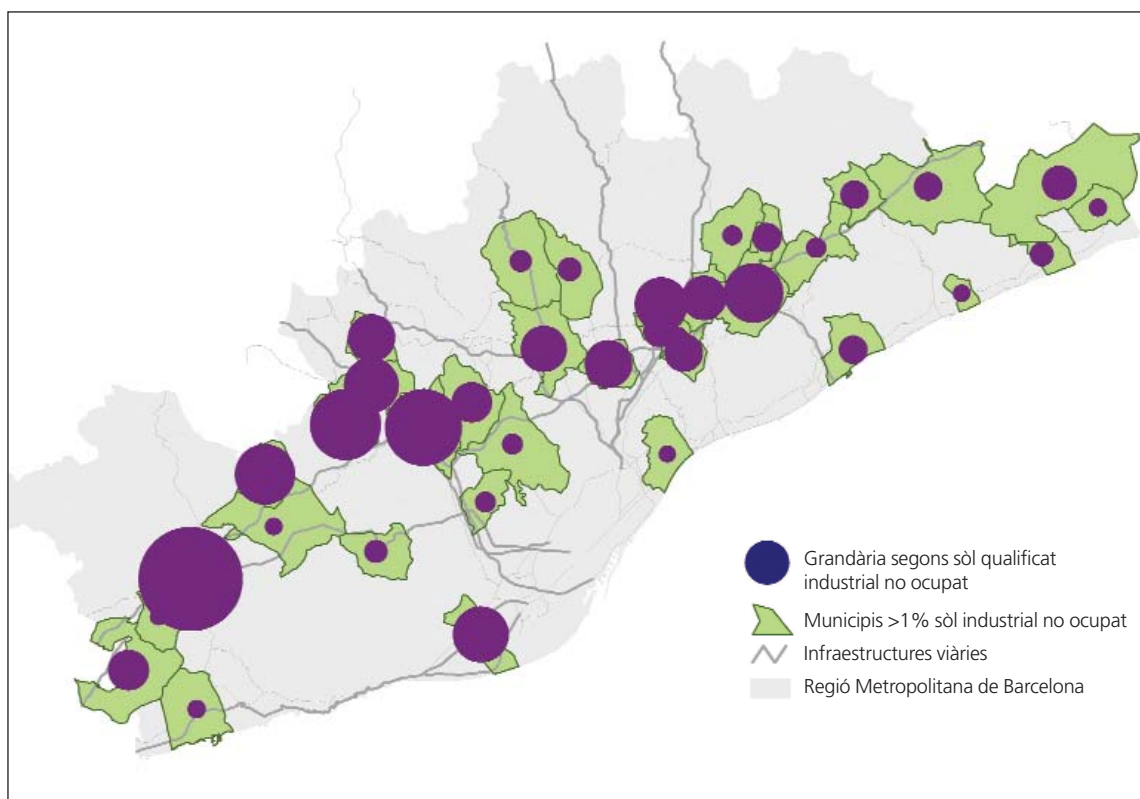 Grandària segons sòl qualificat
industrial no ocupat
Municipis >1% sòl industrial no ocupat
Infraestructures viàries
Regió Metropolitana de Barcelona